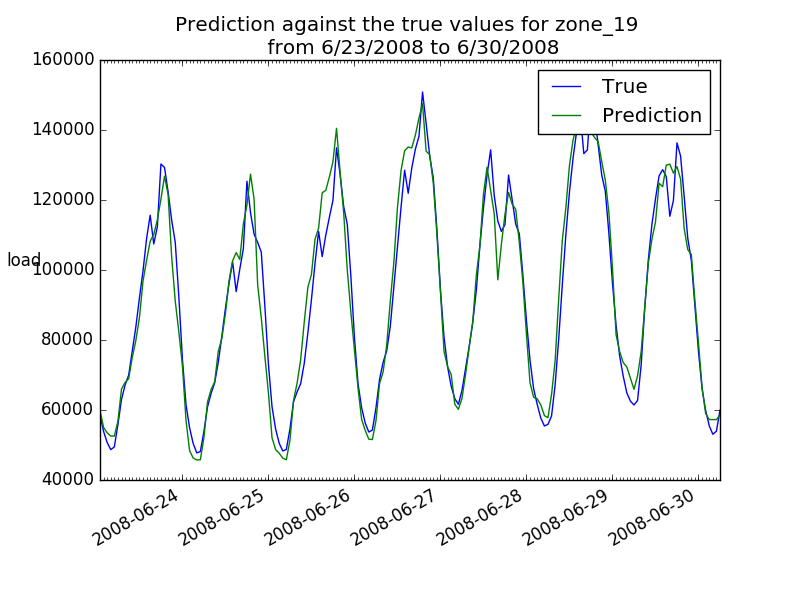 Prediction against the true values for zone_19
from 6/23/2008 to 6/30/2008
160000
140000
120000
100000
80000
60000
40000
load
True
Prediction
2008-06-24
2008-06-25
2008-06-26
2008-06-27
2008-06-28
2008-06-29
2008-06-30